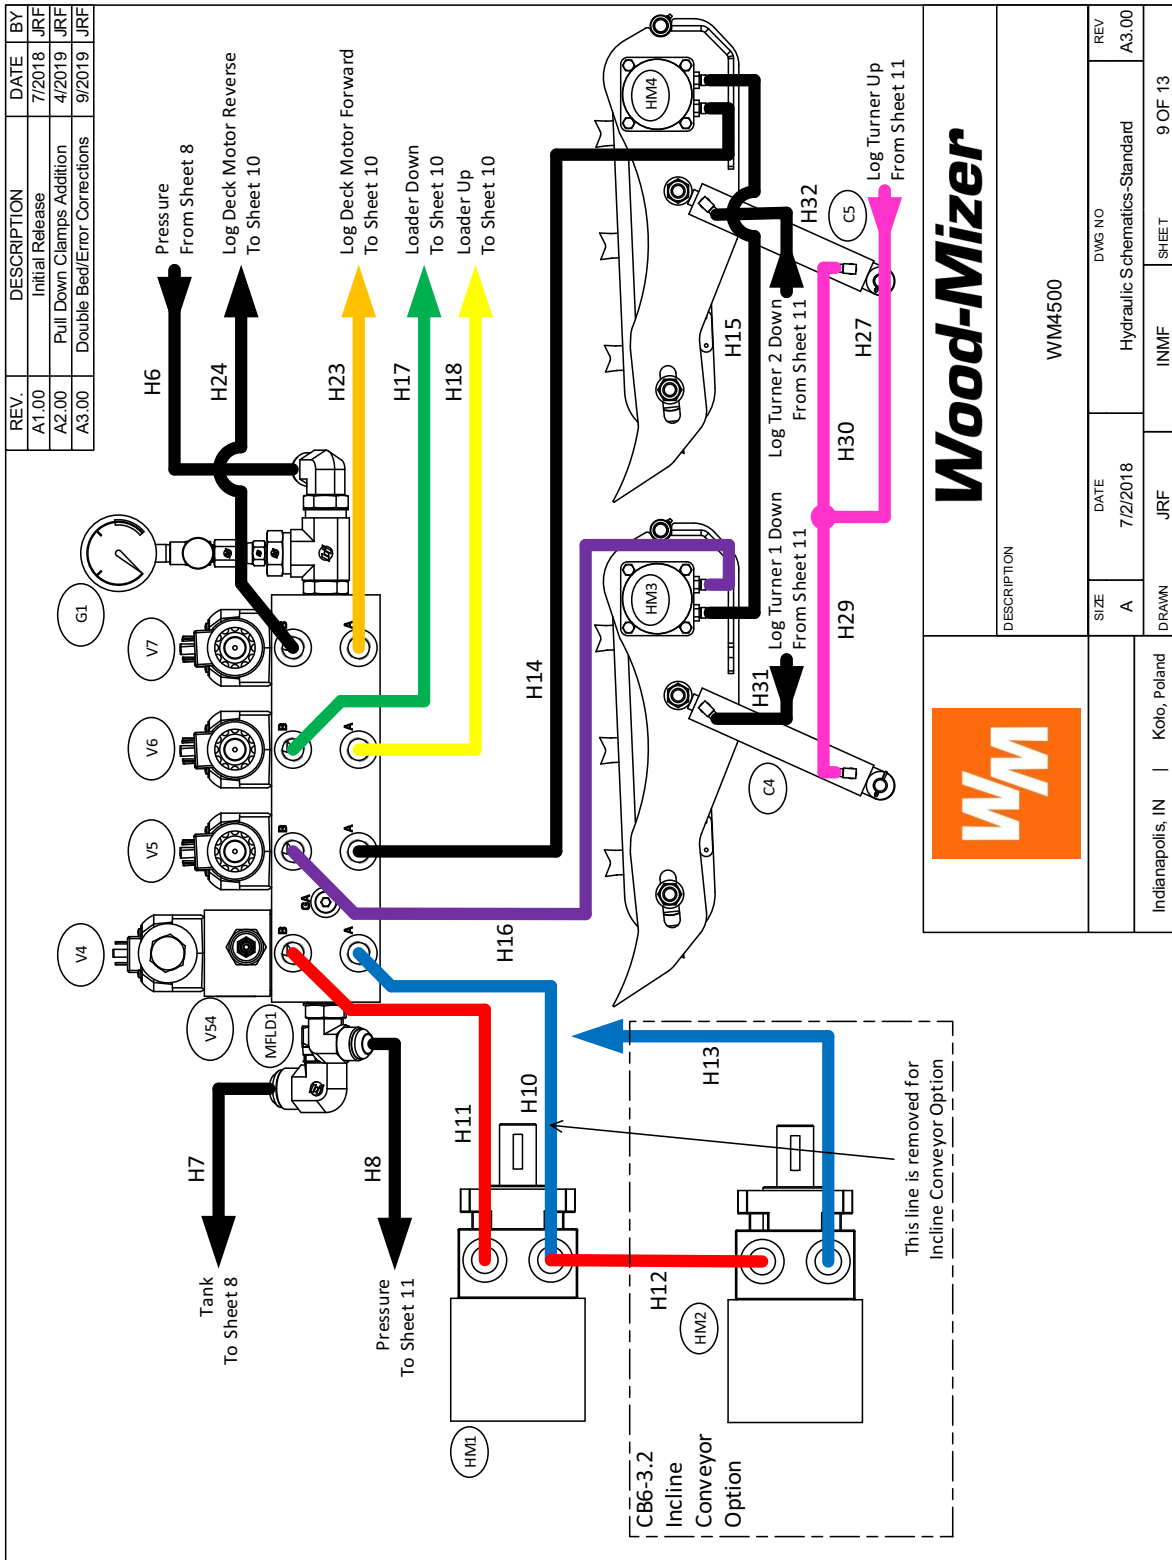 REV.
DESCRIPTION
DATE
BY
A1.00
Initial Release
7/2018
JRF
A2.00
Pull Down Clamps Addition
4/2019
JRF
A3.00
Double Bed/Error Corrections
9/2019
JRF
Tank
To Sheet 8
H7
Pressure
To Sheet 11
H8
V4
V54
MFLD1
V5
V6
V7
G1
B
A
GA
B
A
B
A
B
A
H6
Pressure
From Sheet 8
H24
Log Deck Motor Reverse
To Sheet 10
H23
Log Deck Motor Forward
To Sheet 10
H17
Loader Down
To Sheet 10
H18
Loader Up
To Sheet 10
HM1
H11
H10
H16
H14
H12
H13
HM2
CB6-3.2
Incline
Conveyor
Option
This line is removed for
Incline Conveyor Option
HM3
HM4
H15
H31
Log Turner 1 Down
From Sheet 11
H32
Log Turner 2 Down
From Sheet 11
C4
C5
H29
H30
H27
Log Turner Up
From Sheet 11
WM
Wood-Mizer
Indianapolis, IN | Koło, Poland
DESCRIPTION
WM4500
SIZE
A
DATE
7/2/2018
DWG NO
Hydraulic Schematics-Standard
REV
A3.00
DRAWN
JRF
INMF
SHEET
9 OF 13